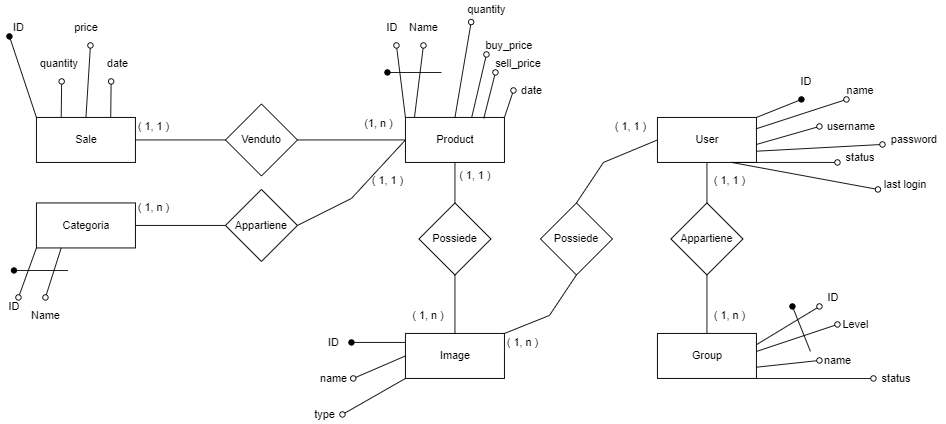 ID
price
quantity
date
Sale
( 1, 1 )
Venduto
(1, n )
ID
Name
quantity
buy_price
sell_price
date
Product
( 1, 1 )
( 1, 1 )
Categoria
( 1, n )
Appartiene
ID
Name
Possiede
( 1, n )
ID
name
type
Image
( 1, n )
Possiede
( 1, 1 )
User
ID
name
username
password
status
last login
( 1, 1 )
Appartiene
( 1, n )
Group
ID
Level
name
status